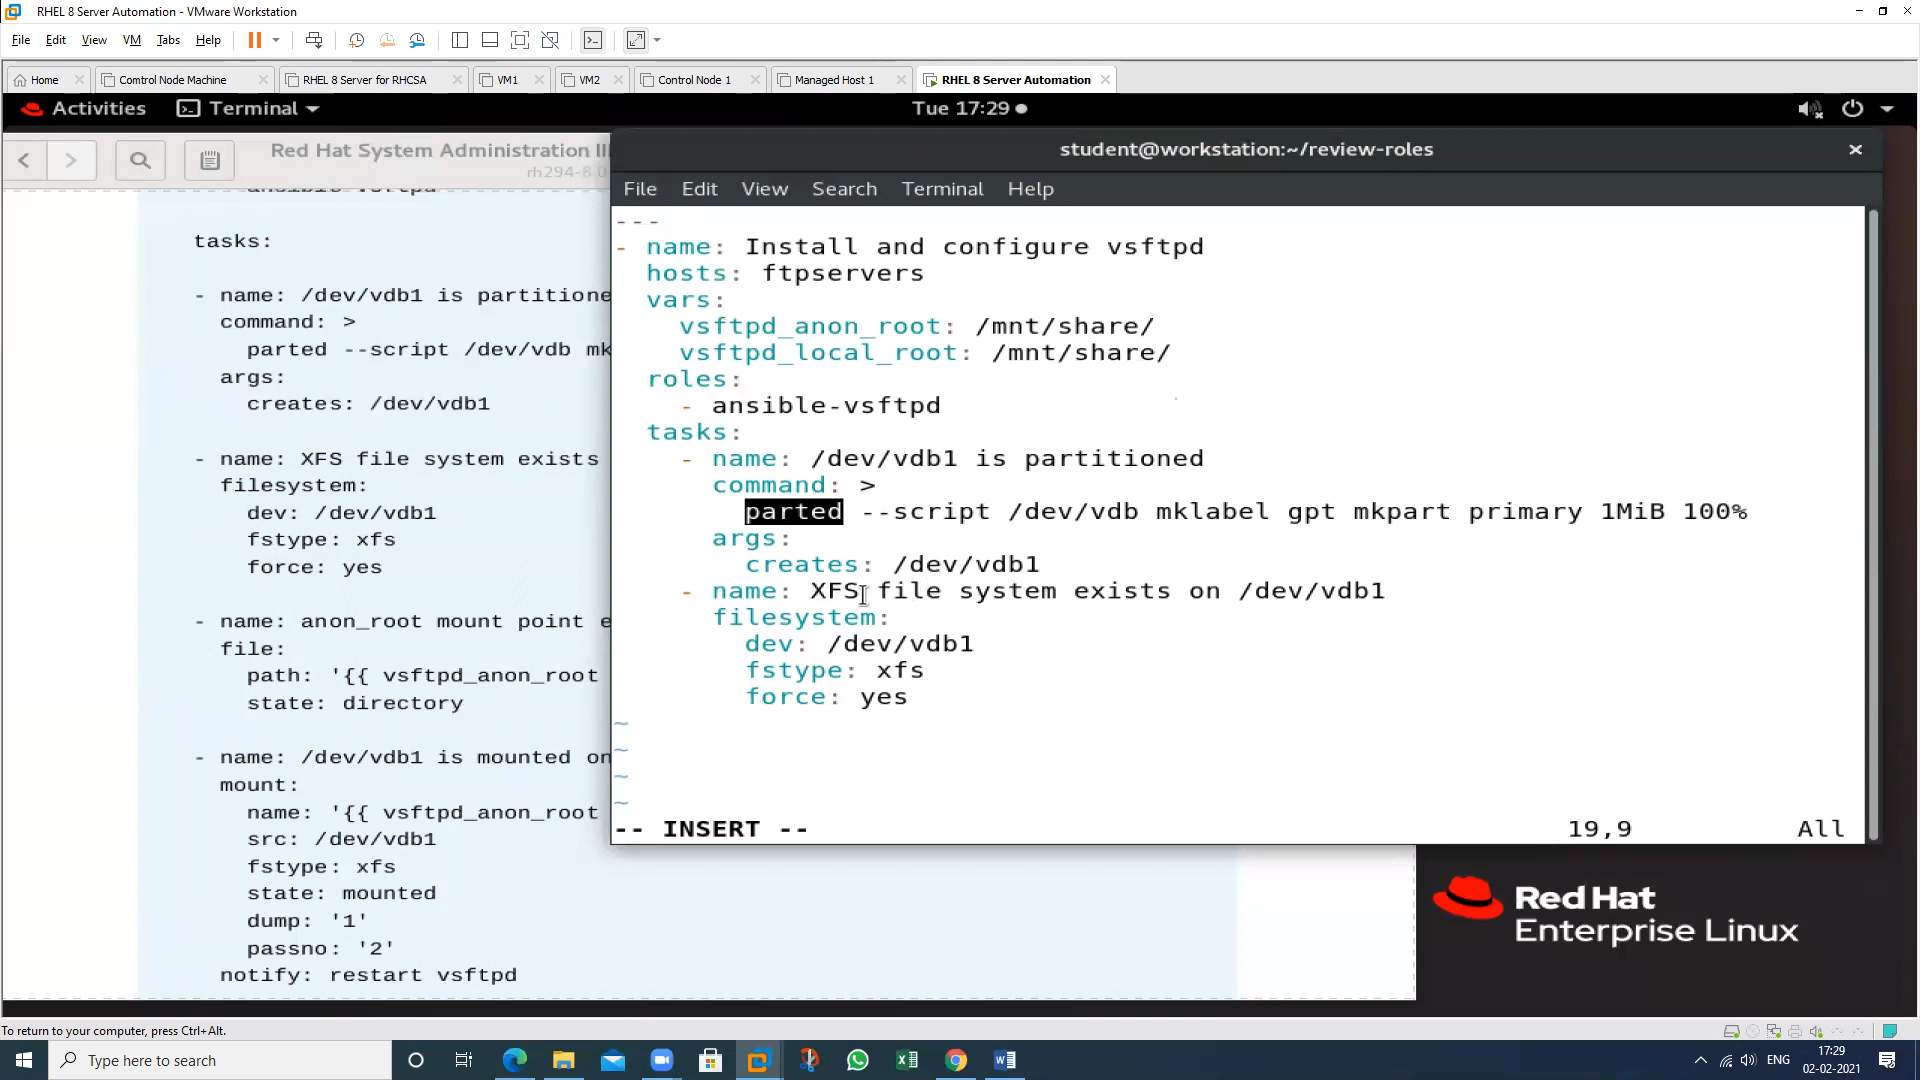 RHEL 8 Server Automation - VMware Workstation
File Edit View VM Tabs Help
Home Comtrol Node Machine RHEL 8 Server for RHCSA VM1 VM2 Control Node 1 Managed Host 1 RHEL 8 Server Automation
Activities Terminal Tue 17:29
Red Hat System Administration III
rh294-8.0
tasks:
- name: /dev/vdb1 is partitione
command: >
parted --script /dev/vdb mk
args:
creates: /dev/vdb1
- name: XFS file system exists
filesystem:
dev: /dev/vdb1
fstype: xfs
force: yes
- name: anon_root mount point e
file:
path: '{{ vsftpd_anon_root
state: directory
- name: /dev/vdb1 is mounted on
mount:
name: '{{ vsftpd_anon_root
src: /dev/vdb1
fstype: xfs
state: mounted
dump: '1'
passno: '2'
notify: restart vsftpd
student@workstation:~/review-roles
File Edit View Search Terminal Help
---
- name: Install and configure vsftpd
hosts: ftpservers
vars:
vsftpd_anon_root: /mnt/share/
vsftpd_local_root: /mnt/share/
roles:
- ansible-vsftpd
tasks:
- name: /dev/vdb1 is partitioned
command: >
parted --script /dev/vdb mklabel gpt mkpart primary 1MiB 100%
args:
creates: /dev/vdb1
- name: XFS file system exists on /dev/vdb1
filesystem:
dev: /dev/vdb1
fstype: xfs
force: yes
~
~
~
~
-- INSERT -- 19,9 All
Red Hat
Enterprise Linux
To return to your computer, press Ctrl+Alt.
Type here to search
ENG
17:29
02-02-2021